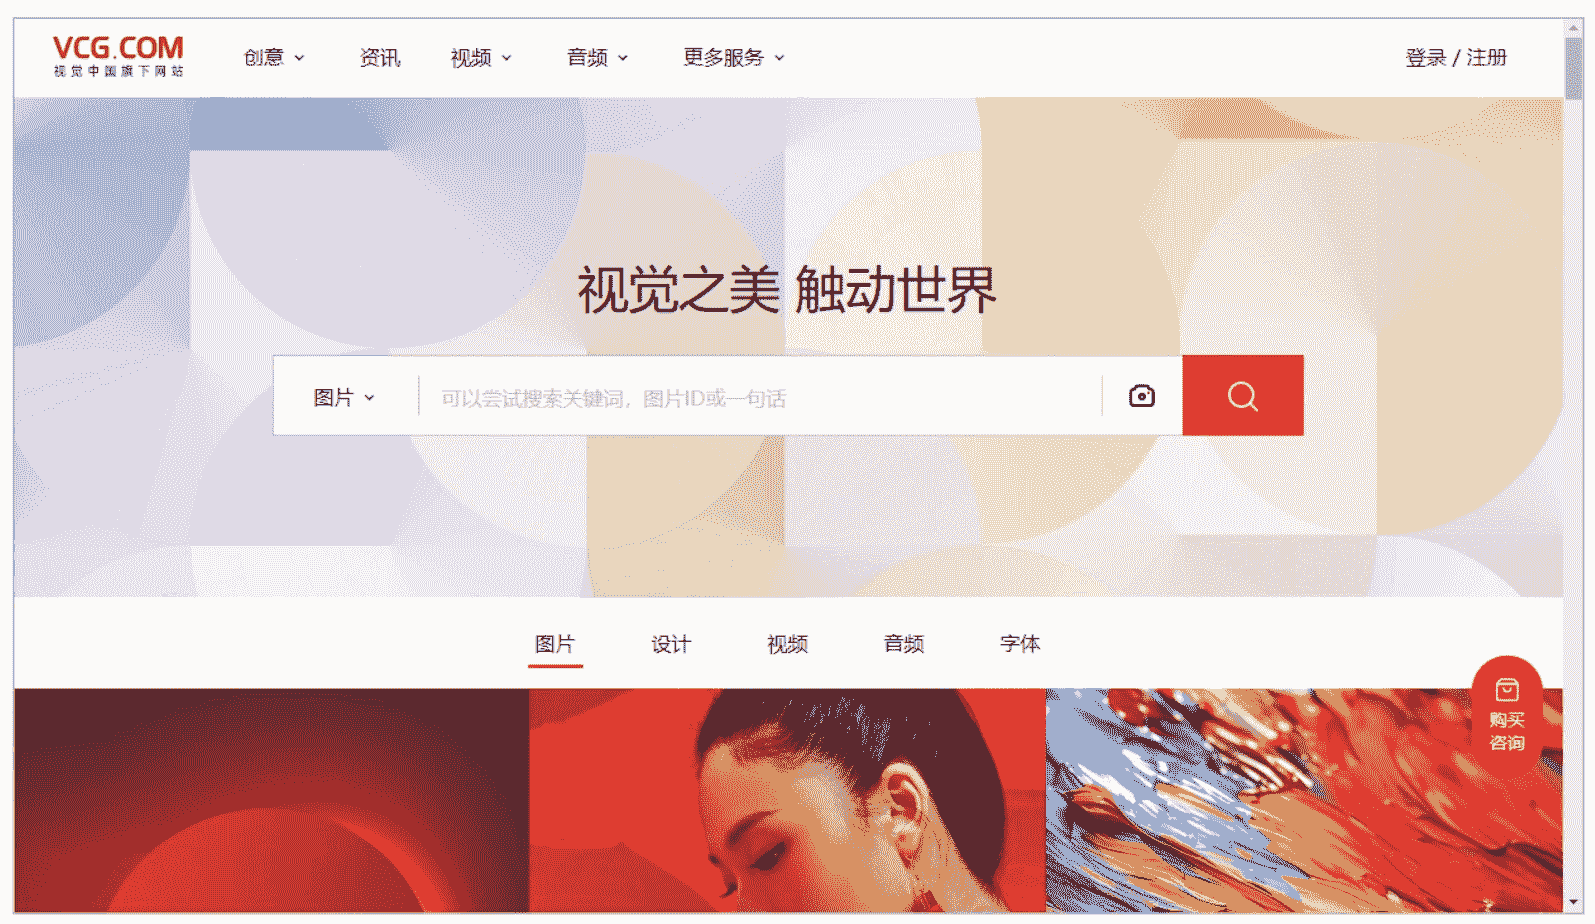 VCG.COM
视觉中国旗下网站
创意 资讯 视频 音频 更多服务 登录 / 注册
视觉之美 触动世界
图片 可以尝试搜索关键词，图片ID或一句话
图片 设计 视频 音频 字体
购买
咨询